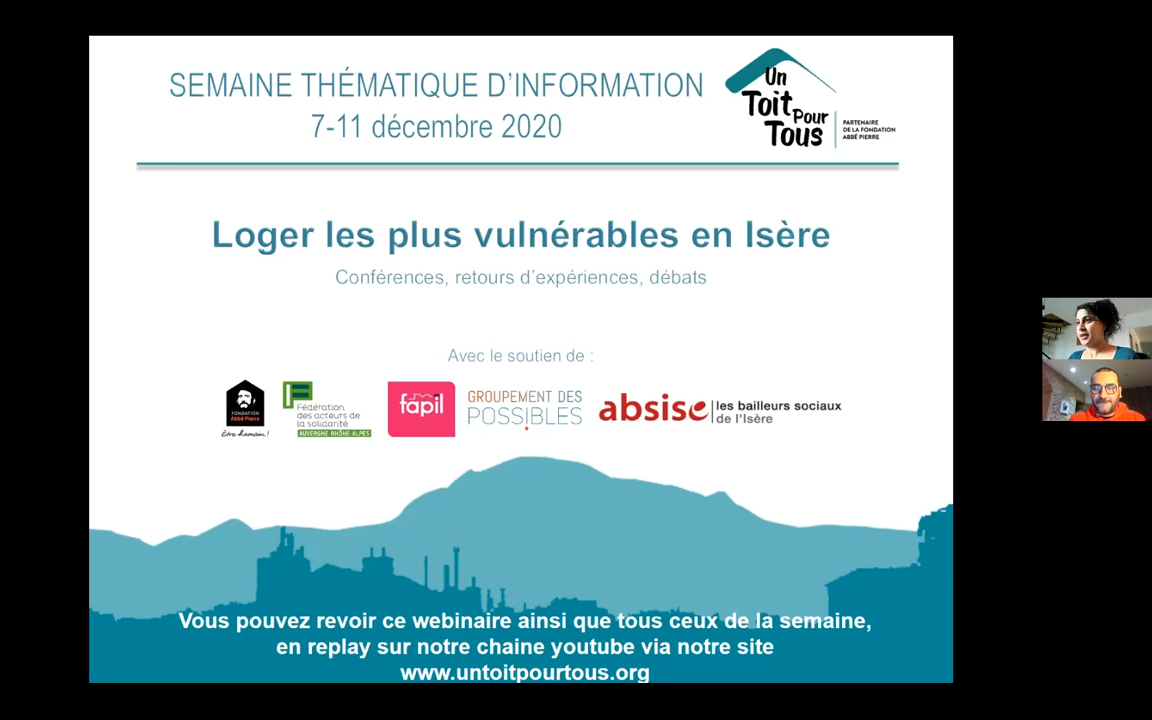 SEMAINE THÉMATIQUE D'INFORMATION
7-11 décembre 2020
Un
Toit
Pour
Tous
PARTENAIRE
DE LA FONDATION
ABBÉ PIERRE
Loger les plus vulnérables en Isère
Conférences, retours d'expériences, débats
Avec le soutien de :
FONDATION
Abbé Pierre
Être humain !
Fédération
des acteurs de
la solidarité
AUVERGNE RHÔNE-ALPES
fapil
GROUPEMENT DES
POSSIBLES
absise
les bailleurs sociaux
de l'Isère
Vous pouvez revoir ce webinaire ainsi que tous ceux de la semaine,
en replay sur notre chaine youtube via notre site
www.untoitpourtous.org